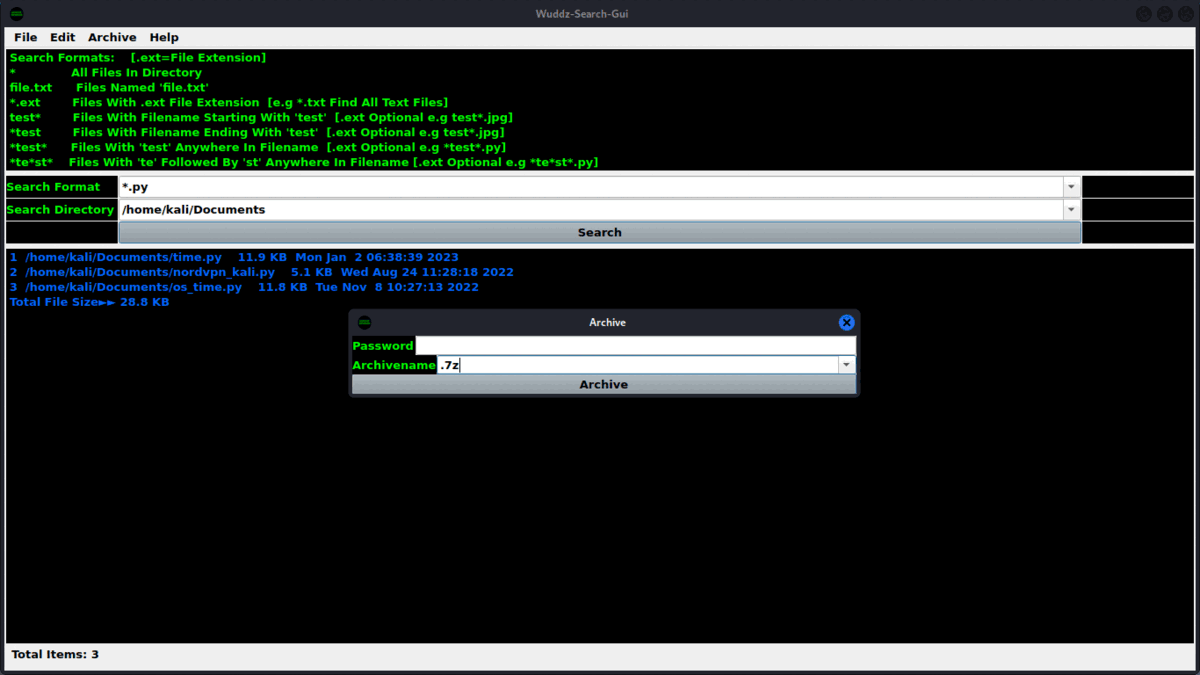 Wuddz-Search-Gui
File Edit Archive Help
Search Formats: [.ext=File Extension]
* All Files In Directory
file.txt Files Named 'file.txt'
*.ext Files With .ext File Extension [e.g *.txt Find All Text Files]
test* Files With Filename Starting With 'test' [.ext Optional e.g test*.jpg]
*test Files With Filename Ending With 'test' [.ext Optional e.g test*.jpg]
*test* Files With 'test' Anywhere In Filename [.ext Optional e.g *test*.py]
*te*st* Files With 'te' Followed By 'st' Anywhere In Filename [.ext Optional e.g *te*st*.py]
Search Format *.py
Search Directory /home/kali/Documents
Search
1 /home/kali/Documents/time.py 11.9 KB Mon Jan 2 06:38:39 2023
2 /home/kali/Documents/nordvpn_kali.py 5.1 KB Wed Aug 24 11:28:18 2022
3 /home/kali/Documents/os_time.py 11.8 KB Tue Nov 8 10:27:13 2022
Total File Size►► 28.8 KB
Archive
Password
Archivename .7z
Archive
Total Items: 3